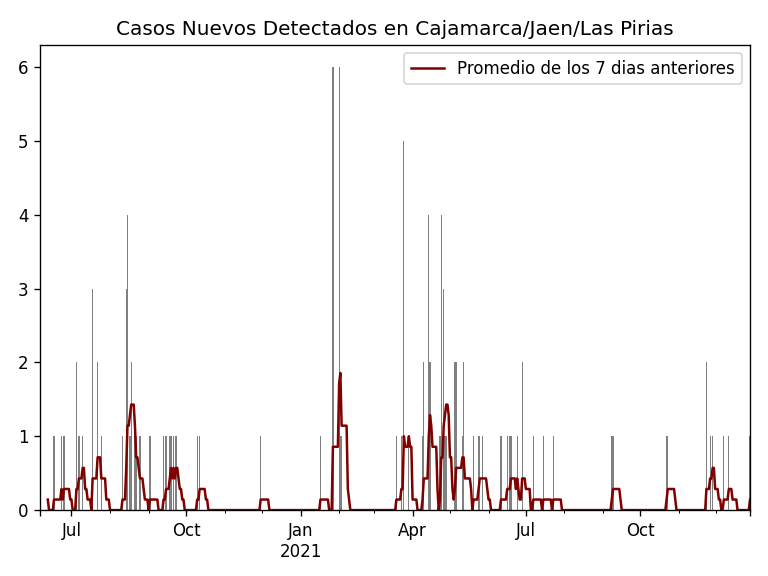 Casos Nuevos Detectados en Cajamarca/Jaen/Las Pirias
Promedio de los 7 dias anteriores
6
5
4
3
2
1
0
Jul
Oct
Jan
2021
Apr
Jul
Oct